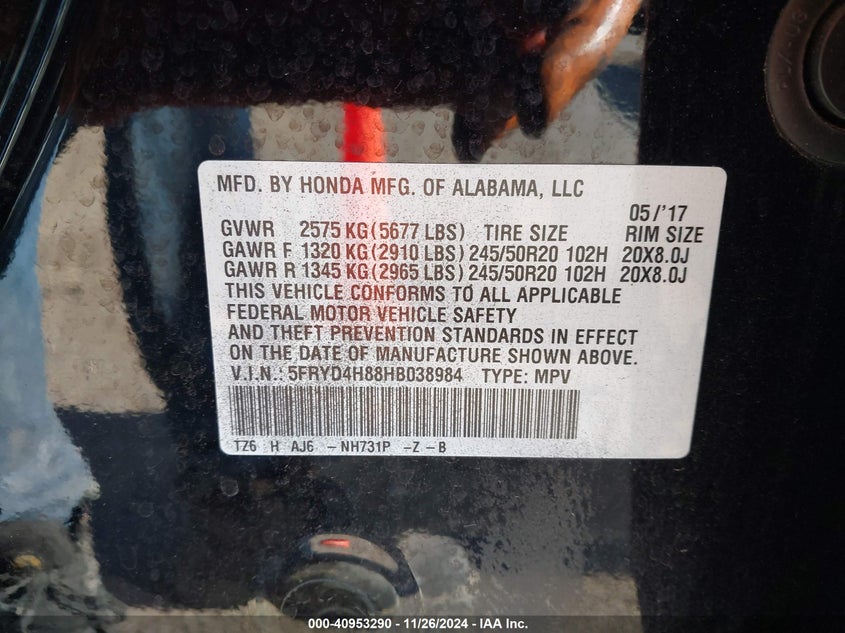 MFD. BY HONDA MFG. OF ALABAMA, LLC
05/'17
GVWR 2575 KG (5677 LBS) TIRE SIZE RIM SIZE
GAWR F 1320 KG (2910 LBS) 245/50R20 102H 20X8.0J
GAWR R 1345 KG (2965 LBS) 245/50R20 102H 20X8.0J
THIS VEHICLE CONFORMS TO ALL APPLICABLE
FEDERAL MOTOR VEHICLE SAFETY
AND THEFT PREVENTION STANDARDS IN EFFECT
ON THE DATE OF MANUFACTURE SHOWN ABOVE.
V.I.N.: 5FRYD4H88HB038984 TYPE: MPV
TZ6 H AJ6 -NH731P -Z-B
000-40953290 - 11/26/2024 - IAA Inc.